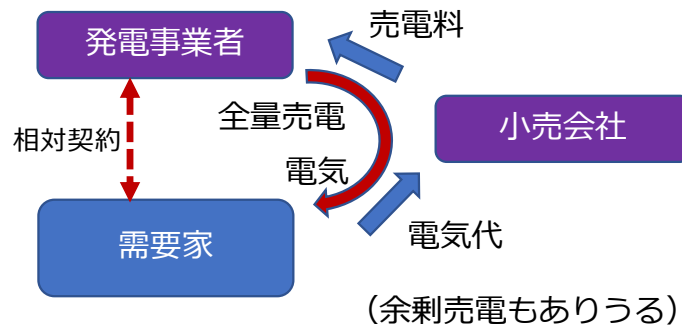 発電事業者
売電料
小売会社
全量売電
相対契約
電気
需要家
電気代
（余剰売電もありうる）